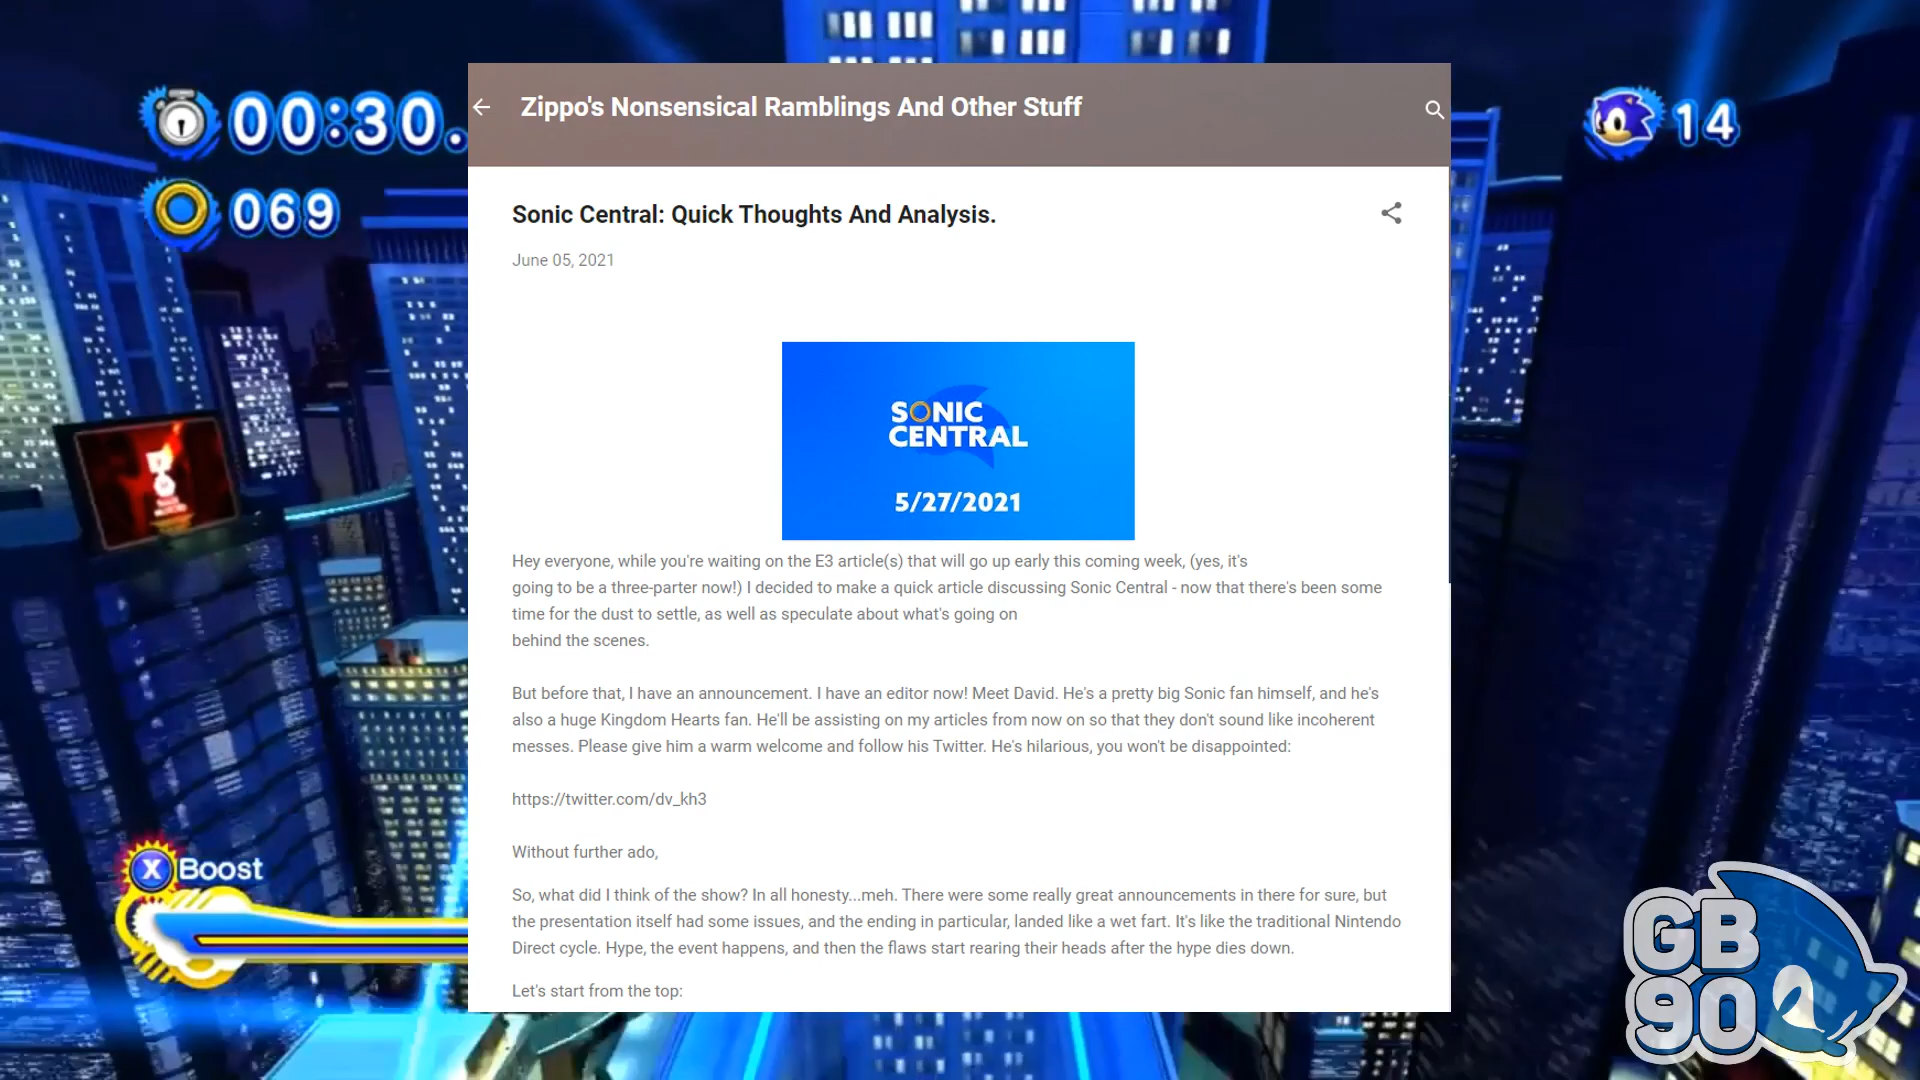 00:30.
069
14
Zippo's Nonsensical Ramblings And Other Stuff
Sonic Central: Quick Thoughts And Analysis.
June 05, 2021
SONIC
CENTRAL
5/27/2021
Hey everyone, while you're waiting on the E3 article(s) that will go up early this coming week, (yes, it's
going to be a three-parter now!) I decided to make a quick article discussing Sonic Central - now that there's been some
time for the dust to settle, as well as speculate about what's going on
behind the scenes.
But before that, I have an announcement. I have an editor now! Meet David. He's a pretty big Sonic fan himself, and he's
also a huge Kingdom Hearts fan. He'll be assisting on my articles from now on so that they don't sound like incoherent
messes. Please give him a warm welcome and follow his Twitter. He's hilarious, you won't be disappointed:
https://twitter.com/dv_kh3
Without further ado,
So, what did I think of the show? In all honesty...meh. There were some really great announcements in there for sure, but
the presentation itself had some issues, and the ending in particular, landed like a wet fart. It's like the traditional Nintendo
Direct cycle. Hype, the event happens, and then the flaws start rearing their heads after the hype dies down.
Let's start from the top:
X Boost
GB
90